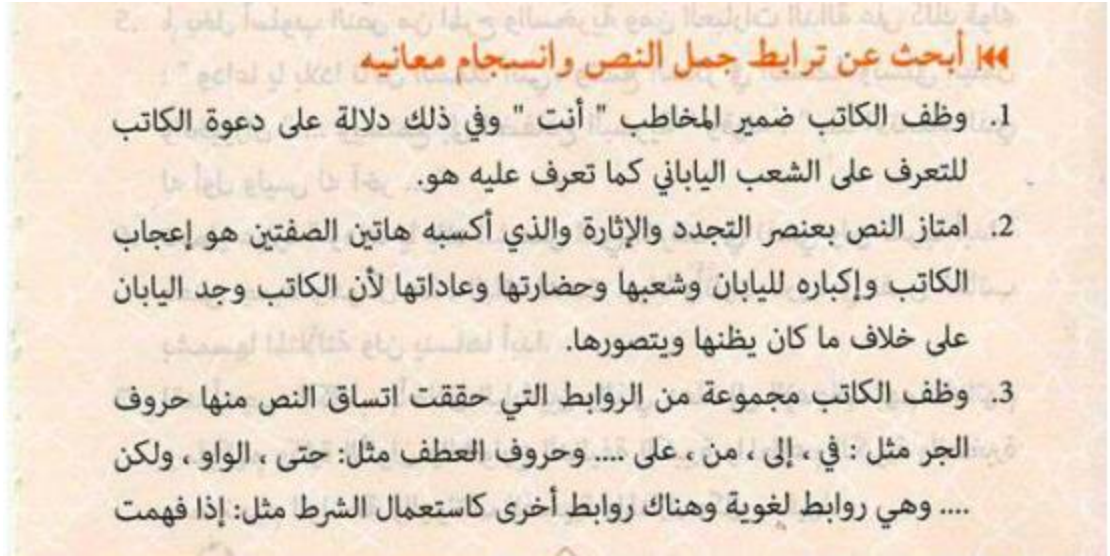 أبحث عن ترابط جمل النص وانسجام معانيه
1. وظف الكاتب ضمير المخاطب " أنت " وفي ذلك دلالة على دعوة الكاتب
للتعرف على الشعب الياباني كما تعرف عليه هو.
2. امتاز النص بعنصر التجدد والإثارة والذي أكسبه هاتين الصفتين هو إعجاب
الكاتب وإكباره لليابان وشعبها وحضارتها وعاداتها لأن الكاتب وجد اليابان
على خلاف ما كان يظنها ويتصورها.
3. وظف الكاتب مجموعة من الروابط التي حققت اتساق النص منها حروف
الجر مثل : في ، إلى ، من ، على .... وحروف العطف مثل: حتى ، الواو ، ولكن
.... وهي روابط لغوية وهناك روابط أخرى كاستعمال الشرط مثل: إذا فهمت